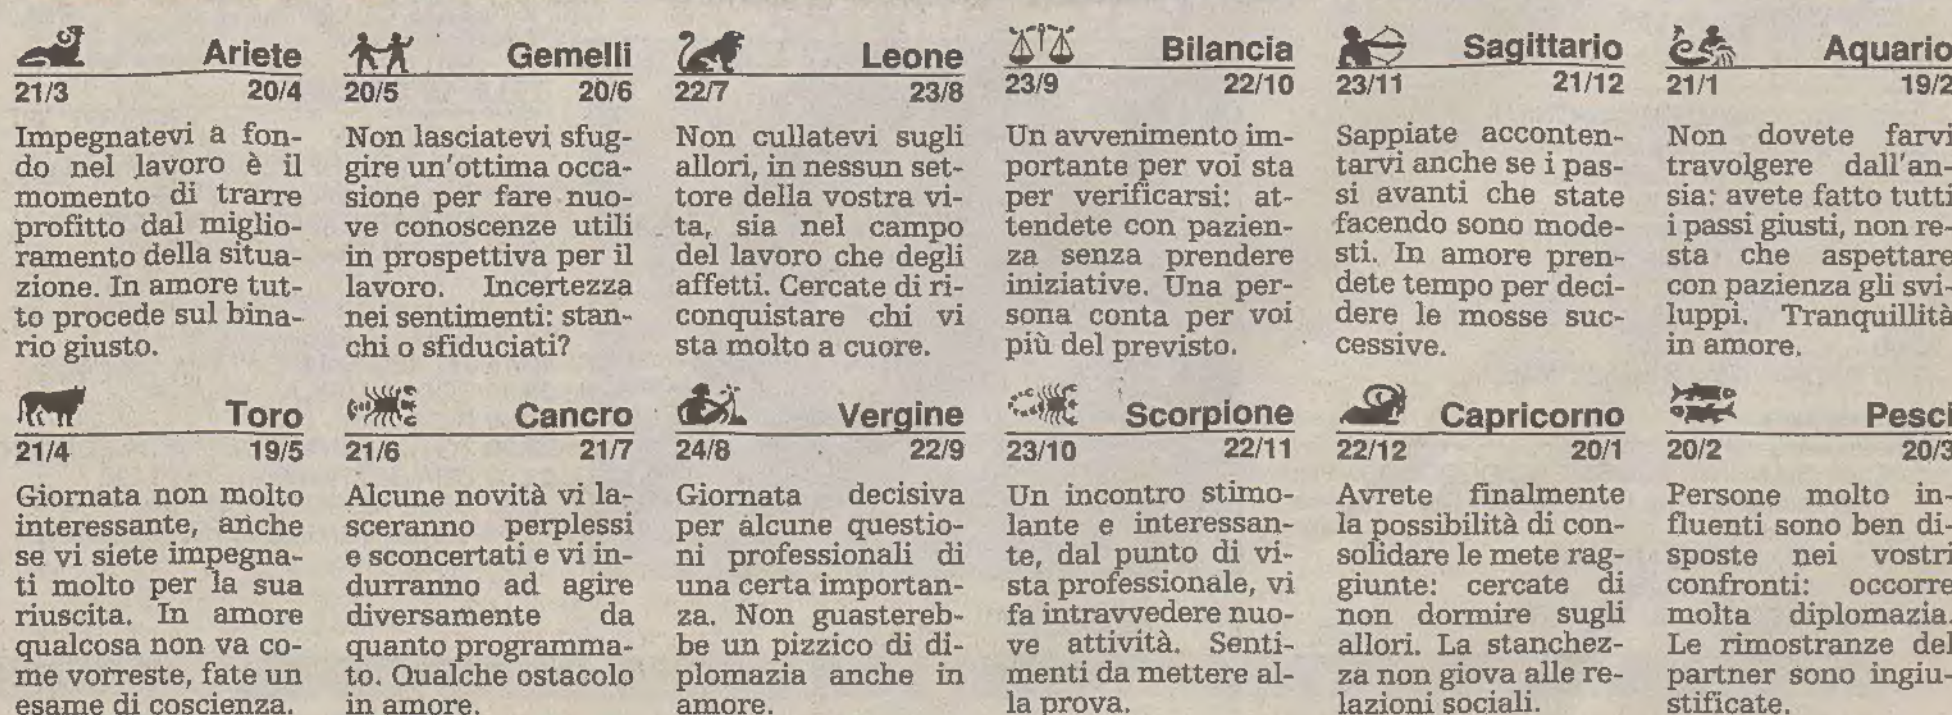 Ariete
21/3 20/4
Impegnatevi a fon-
do nel lavoro è il
momento di trarre
profitto dal miglio-
ramento della situa-
zione. In amore tut-
to procede sul bina-
rio giusto.
Toro
21/4 19/5
Giornata non molto
interessante, anche
se vi siete impegna-
ti molto per la sua
riuscita. In amore
qualcosa non va co-
me vorreste, fate un
esame di coscienza.
Gemelli
20/5 20/6
Non lasciatevi sfug-
gire un'ottima occa-
sione per fare nuo-
ve conoscenze utili
in prospettiva per il
lavoro. Incertezza
nei sentimenti: stan-
chi o sfiduciati?
Cancro
21/6 21/7
Alcune novità vi la-
sceranno perplessi
e sconcertati e vi in-
durranno ad agire
diversamente da
quanto programma-
to. Qualche ostacolo
in amore.
Leone
22/7 23/8
Non cullatevi sugli
allori, in nessun set-
tore della vostra vi-
ta, sia nel campo
del lavoro che degli
affetti. Cercate di ri-
conquistare chi vi
sta molto a cuore.
Vergine
24/8 22/9
Giornata decisiva
per alcune questio-
ni professionali di
una certa importan-
za. Non guastereb-
be un pizzico di di-
plomazia anche in
amore.
Bilancia
23/9 22/10
Un avvenimento im-
portante per voi sta
per verificarsi: at-
tendete con pazien-
za senza prendere
iniziative. Una per-
sona conta per voi
più del previsto.
Scorpione
23/10 22/11
Un incontro stimo-
lante e interessan-
te, dal punto di vi-
sta professionale, vi
fa intravvedere nuo-
ve attività. Senti-
menti da mettere al-
la prova.
Sagittario
23/11 21/12
Sappiate acconten-
tarvi anche se i pas-
si avanti che state
facendo sono mode-
sti. In amore pren-
dete tempo per deci-
dere le mosse suc-
cessive.
Capricorno
22/12 20/1
Avrete finalmente
la possibilità di con-
solidare le mete rag-
giunte: cercate di
non dormire sugli
allori. La stanchez-
za non giova alle re-
lazioni sociali.
Aquario
21/1 19/2
Non dovete farvi
travolgere dall'an-
sia: avete fatto tutti
i passi giusti, non re-
sta che aspettare
con pazienza gli svi-
luppi. Tranquillità
in amore.
Pesci
20/2 20/3
Persone molto in-
fluenti sono ben di-
sposte nei vostri
confronti: occorre
molta diplomazia.
Le rimostranze del
partner sono ingiu-
stificate.